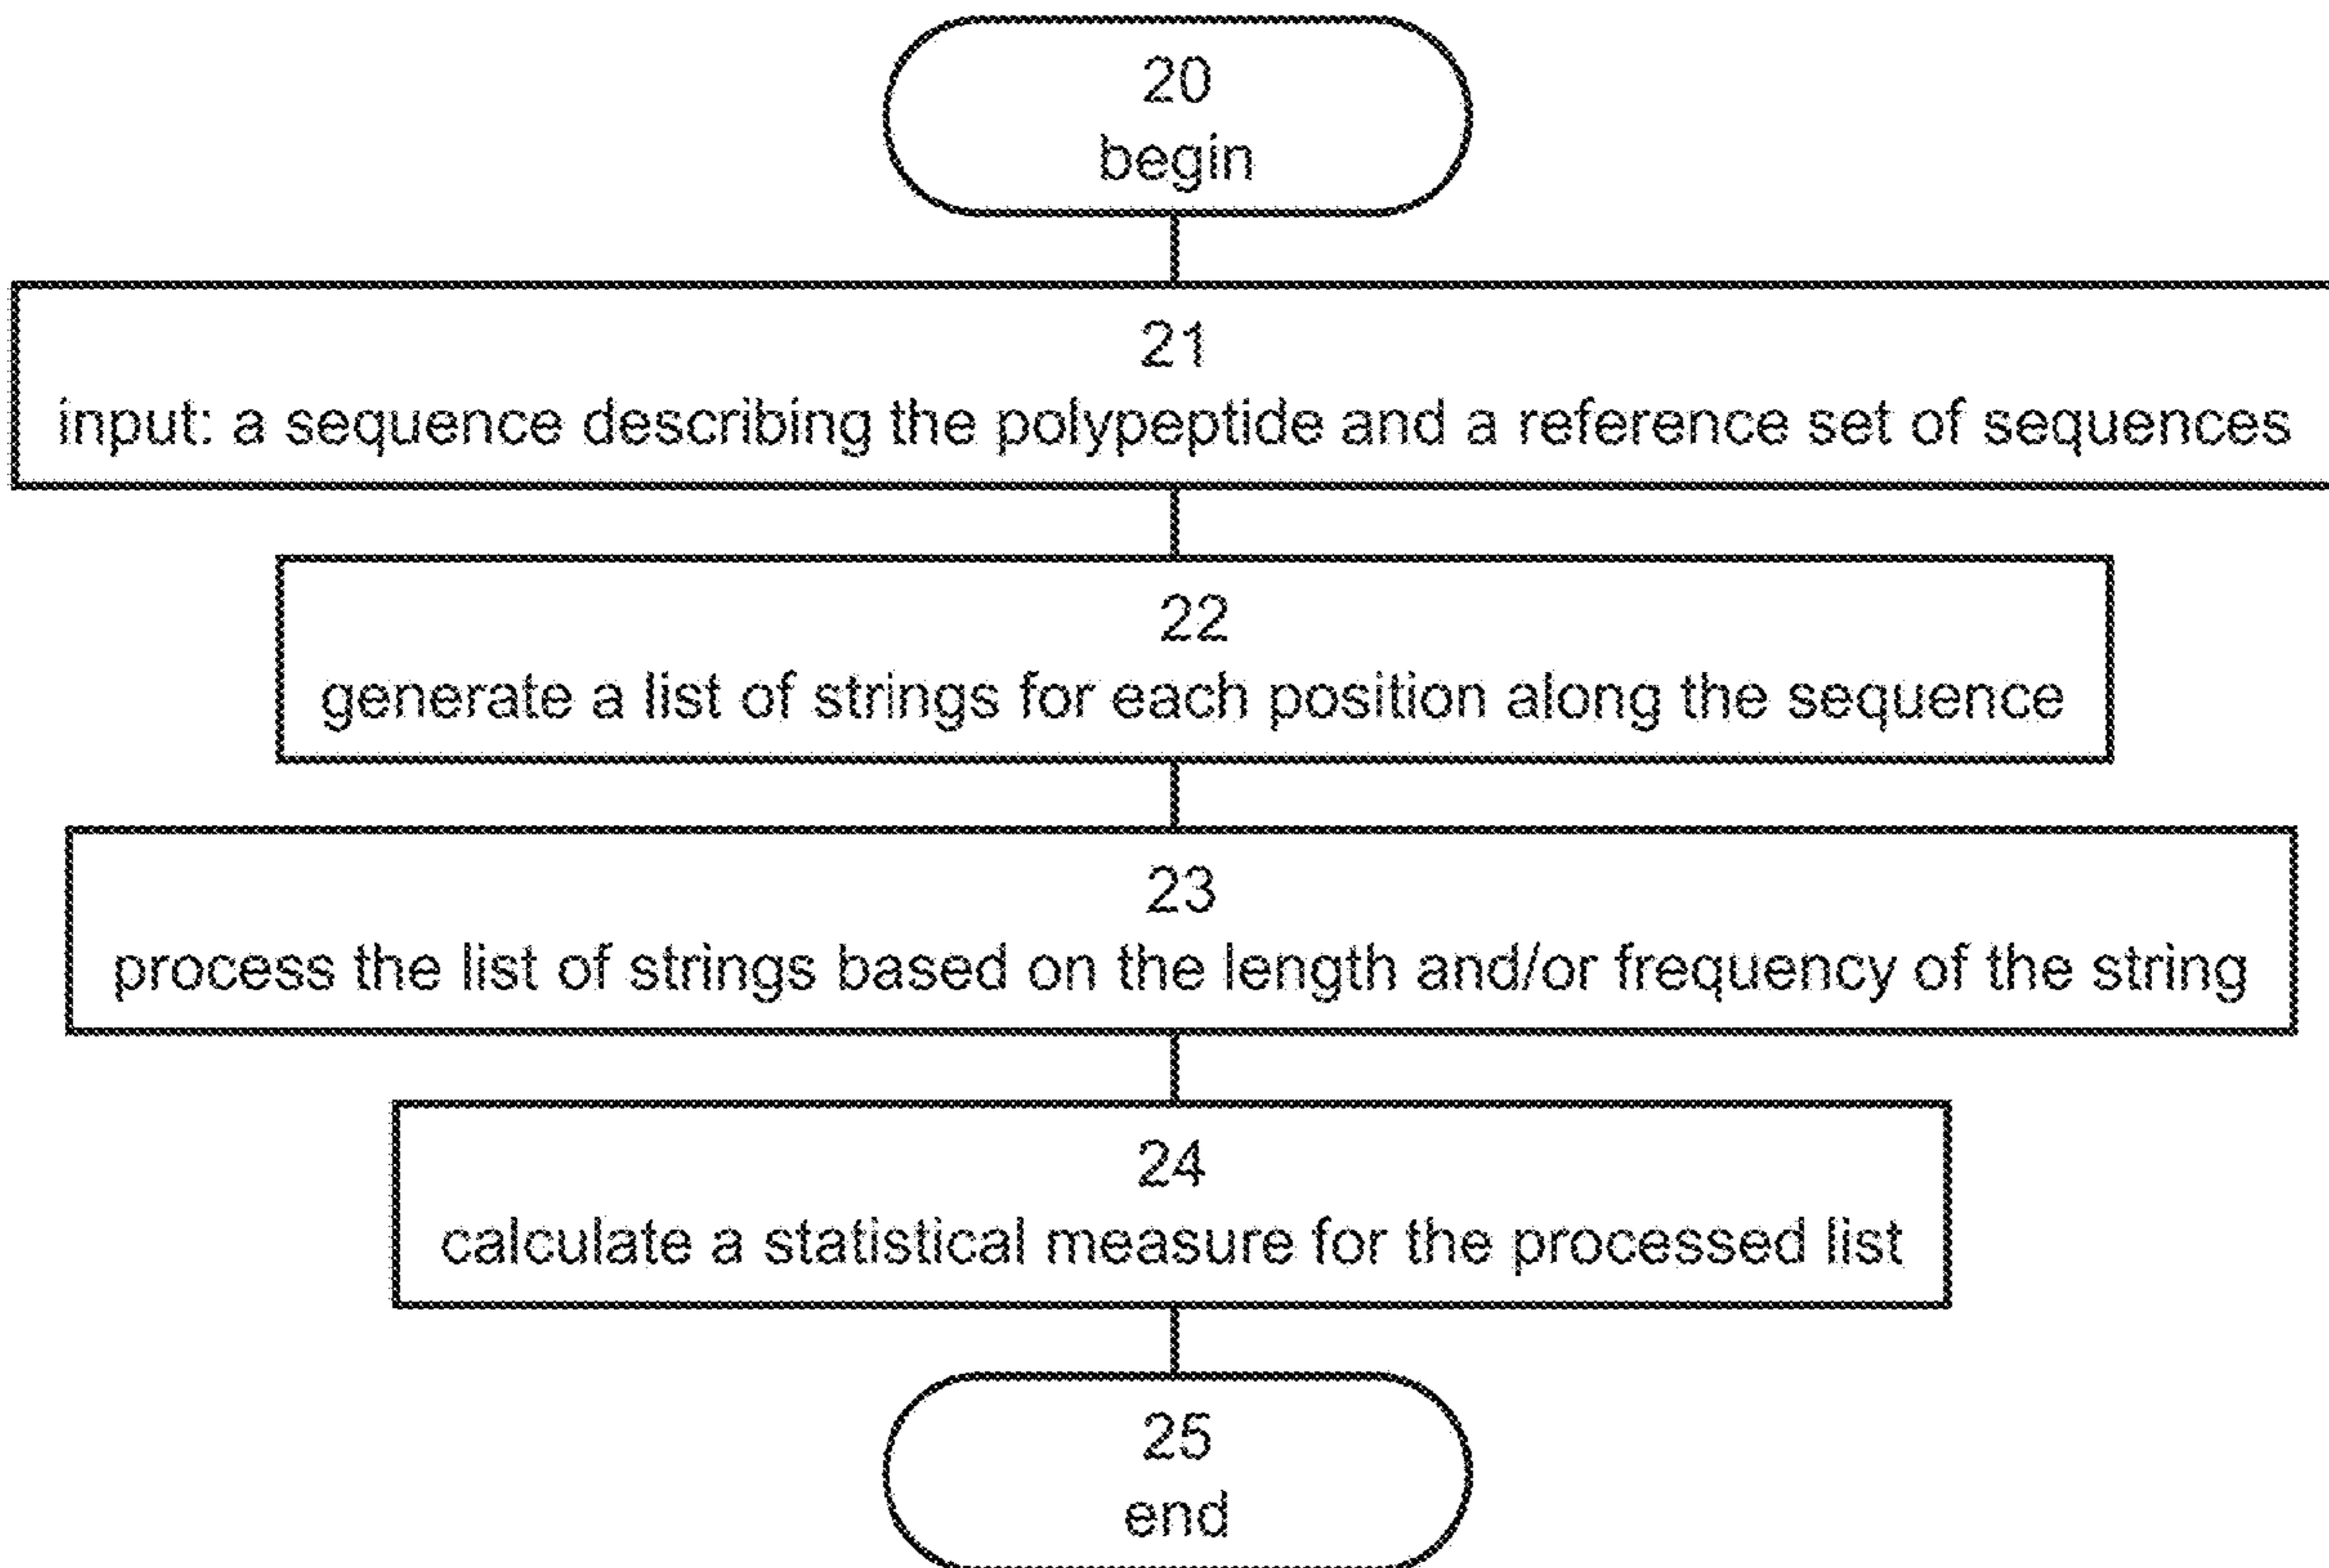 20
begin
21
input: a sequence describing the polypeptide and a reference set of sequences
22
generate a list of strings for each position along the sequence
23
process the list of strings based on the length and/or frequency of the string
24
calculate a statistical measure for the processed list
25
end